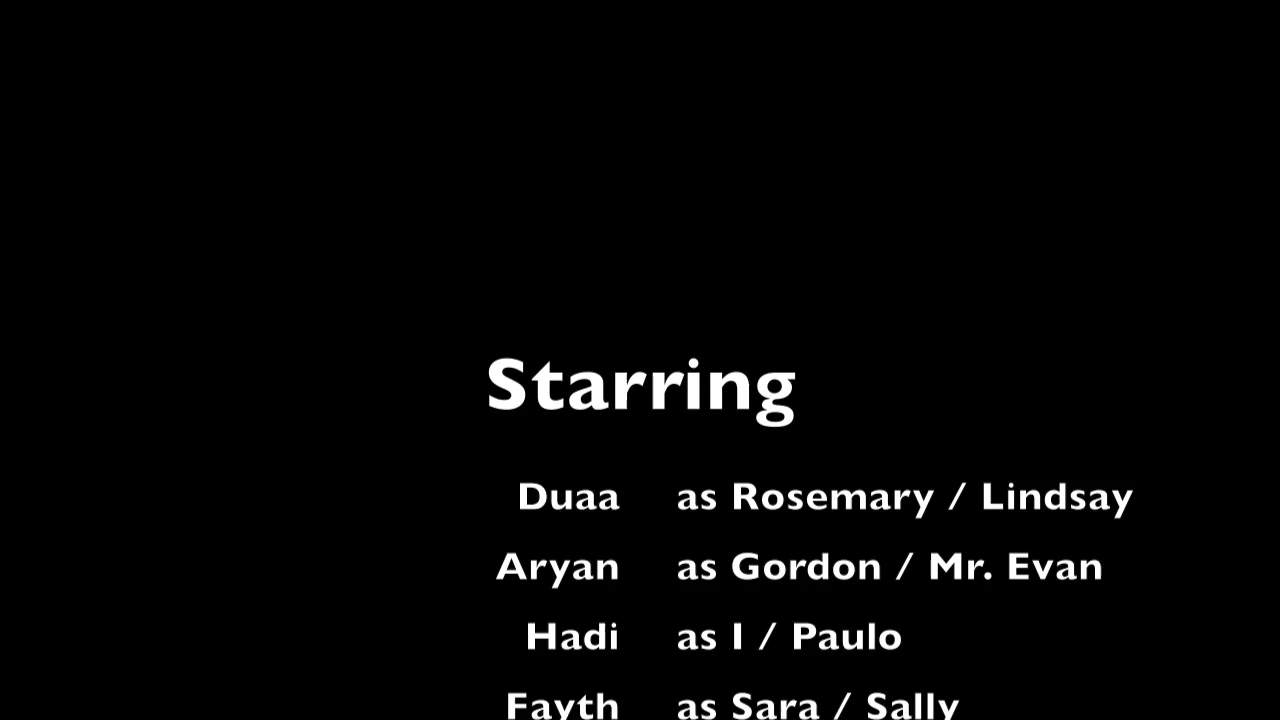 Starring
Duaa as Rosemary / Lindsay
Aryan as Gordon / Mr. Evan
Hadi as I / Paulo
Fayth as Sara / Sally